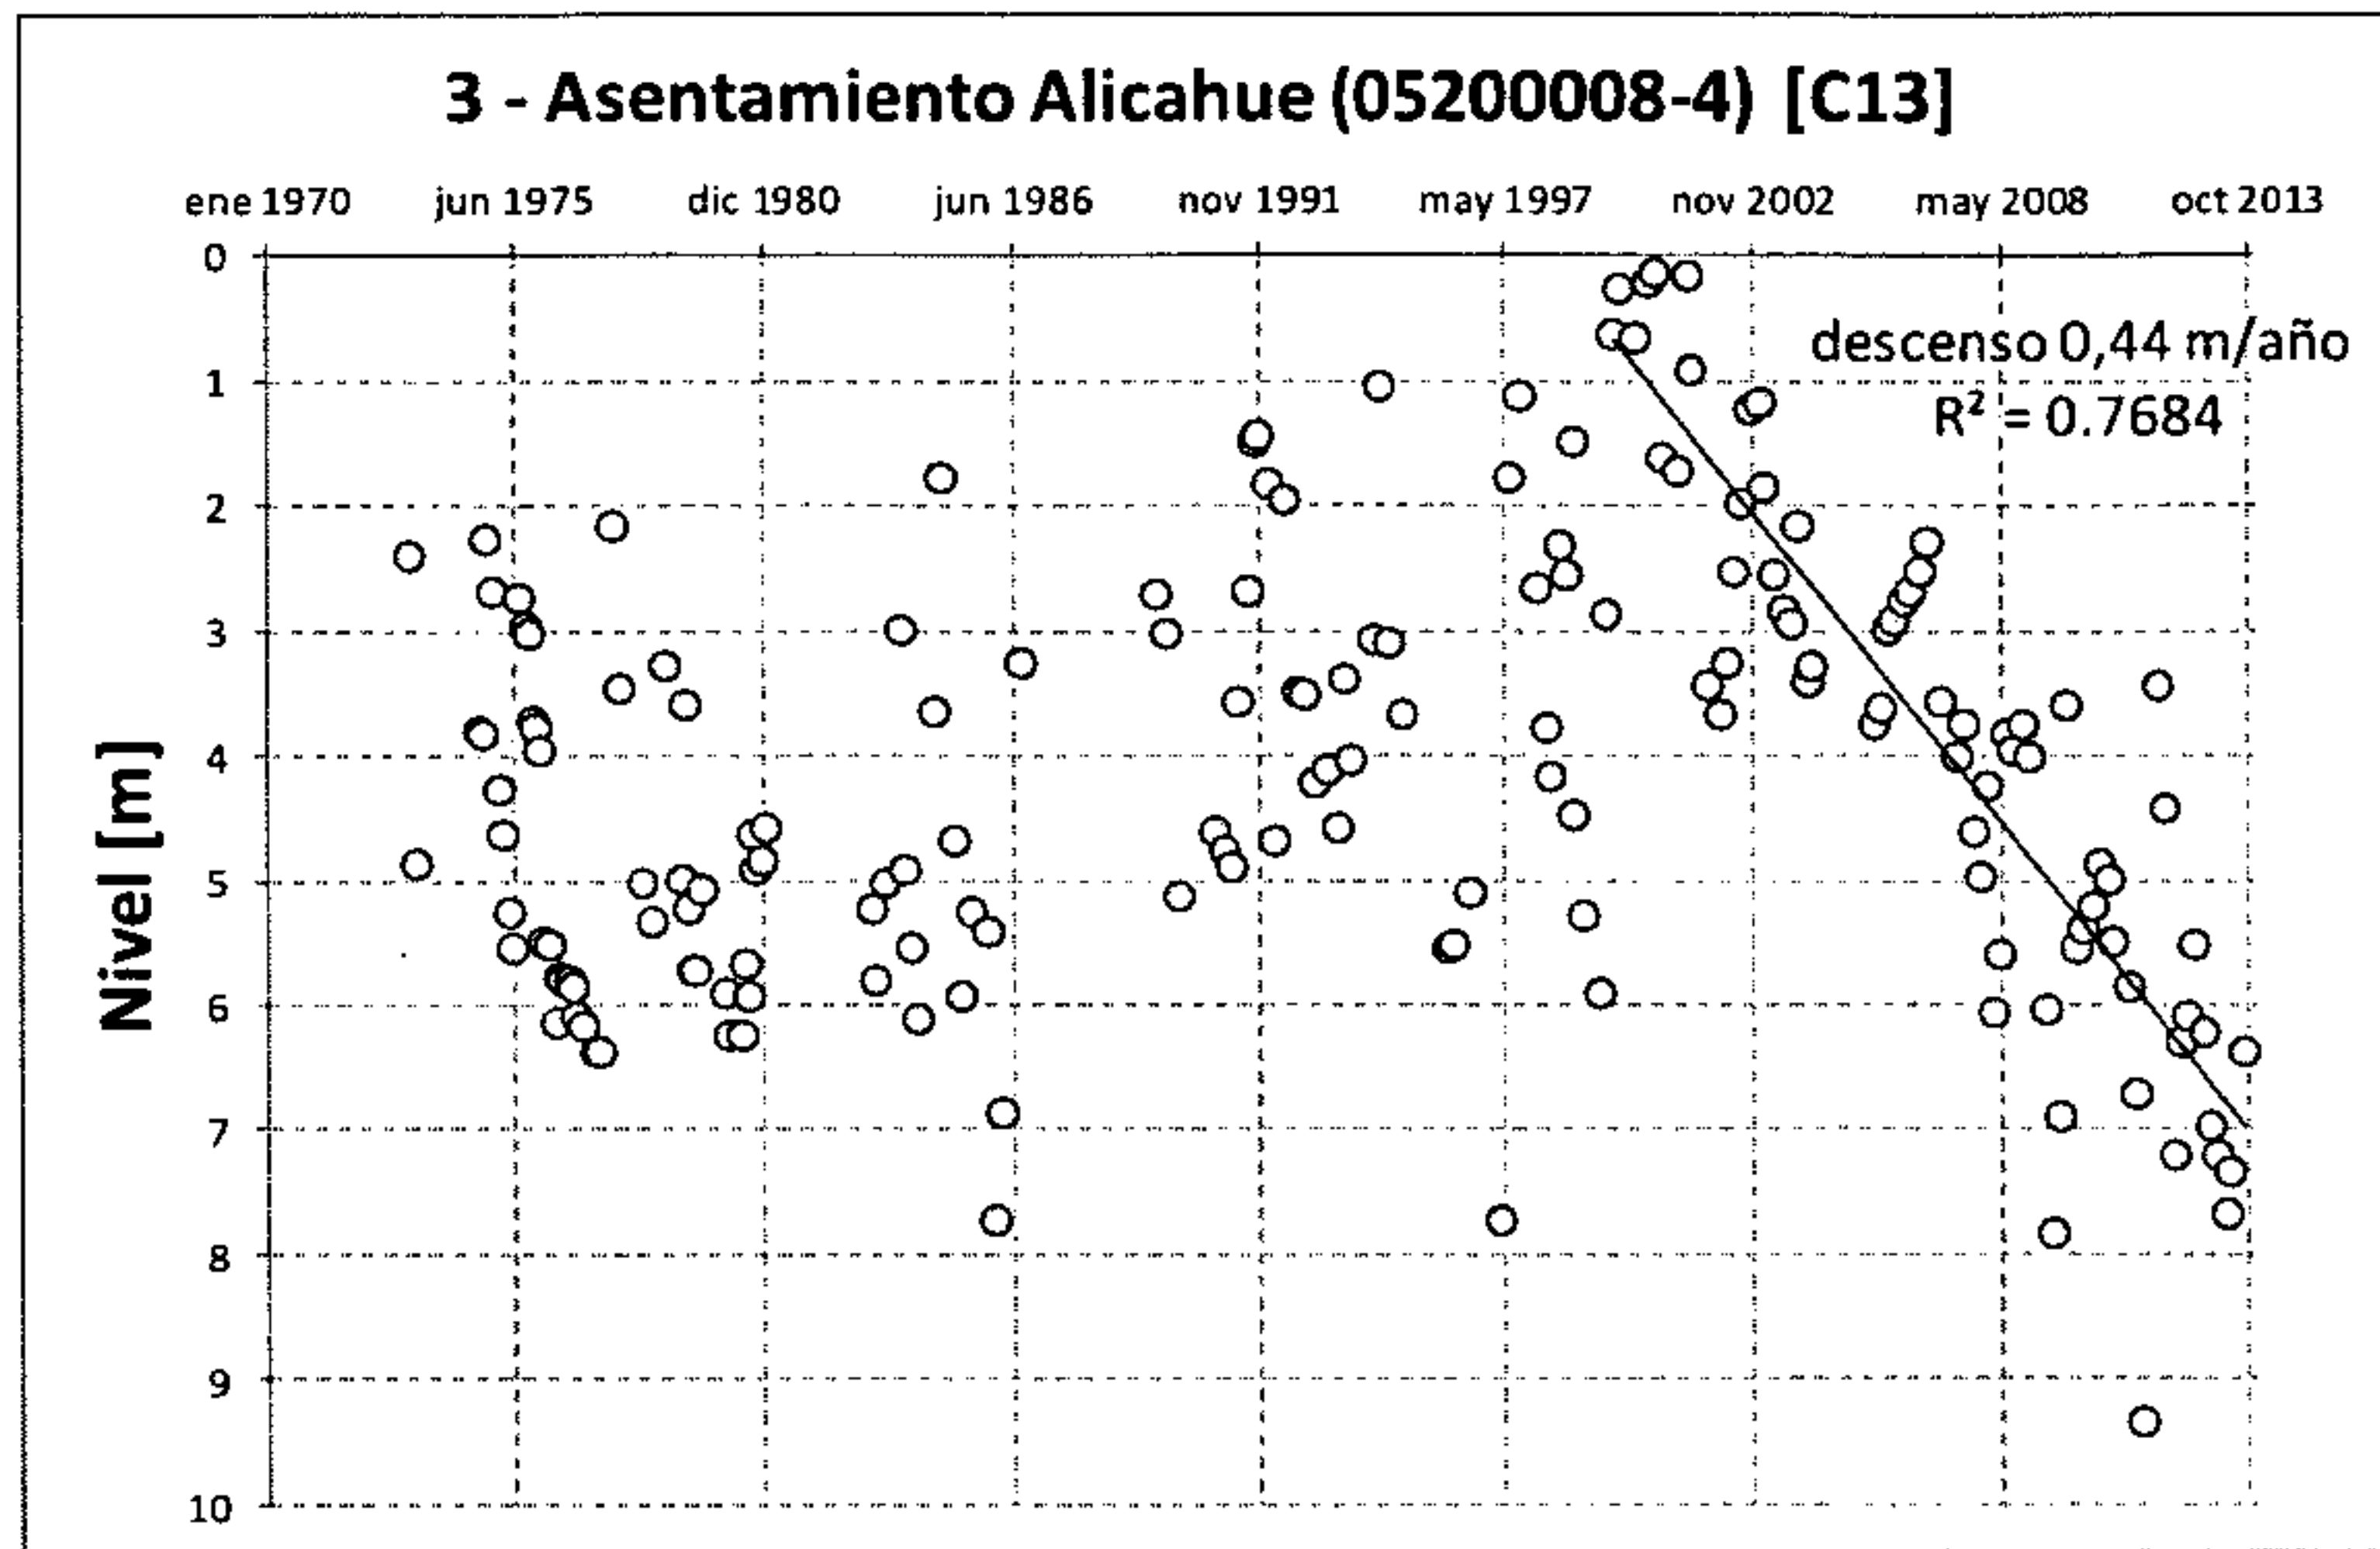 3 - Asentamiento Alicahue (05200008-4) [C13]
ene 1970 jun 1975 dic 1980 jun 1986 nov 1991 may 1997 nov 2002 may 2008 oct 2013
0
descenso 0,44 m/año
1
R² = 0.7684
2
3
4
Nivel [m]
5
6
7
8
9
10